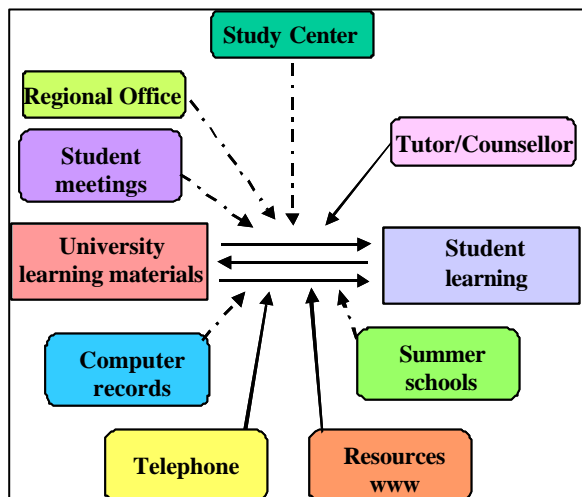 Study Center
Regional Office
Student
meetings
Tutor/Counsellor
University
learning materials
Student
learning
Computer
records
Summer
schools
Telephone
Resources
www